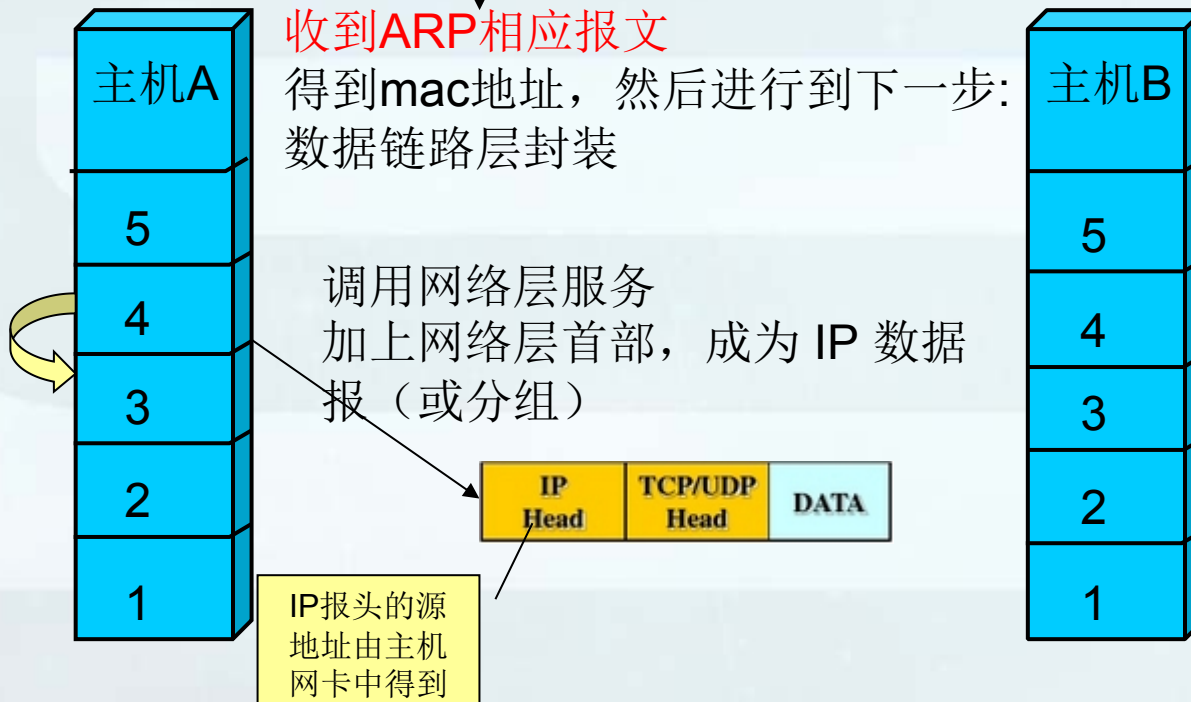 收到ARP相应报文
得到mac地址，然后进行到下一步:
数据链路层封装
主机A
5
4
3
2
1
调用网络层服务
加上网络层首部，成为 IP 数据
报（或分组）
IP
Head
TCP/UDP
Head
DATA
IP报头的源
地址由主机
网卡中得到
主机B
5
4
3
2
1